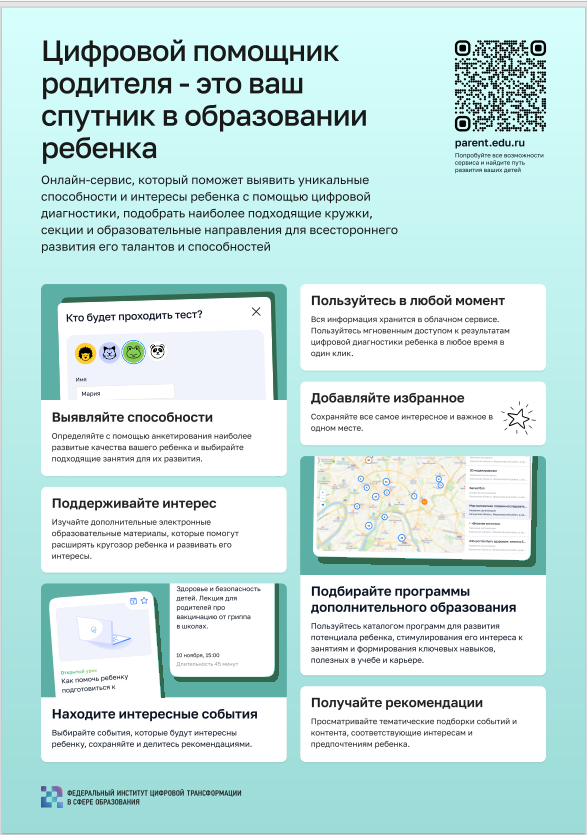 Цифровой помощник
родителя - это ваш
спутник в образовании
ребенка
Онлайн-сервис, который поможет выявить уникальные
способности и интересы ребенка с помощью цифровой
диагностики, подобрать наиболее подходящие кружки,
секции и образовательные направления для всестороннего
развития его талантов и способностей
parent.edu.ru
Попробуйте все возможности
сервиса и найдите путь
развития ваших детей
Кто будет проходить тест?
Имя
Мария
Выявляйте способности
Определяйте с помощью анкетирования наиболее
развитые качества вашего ребенка и выбирайте
подходящие занятия для их развития.
Поддерживайте интерес
Изучайте дополнительные электронные
образовательные материалы, которые помогут
расширять кругозор ребенка и развивать его
интересы.
Открытый урок
Как помочь ребенку
подготовиться к
Здоровье и безопасность
детей. Лекция для
родителей про
вакцинацию от гриппа
в школах.
10 ноября, 15:00
Длительность 45 минут
Находите интересные события
Выбирайте события, которые будут интересны
ребенку, сохраняйте и делитесь рекомендациями.
Пользуйтесь в любой момент
Вся информация хранится в облачном сервисе.
Пользуйтесь мгновенным доступом к результатам
цифровой диагностики ребенка в любое время в
один клик.
Добавляйте избранное
Сохраняйте все самое интересное и важное в
одном месте.
Подбирайте программы
дополнительного образования
Пользуйтесь каталогом программ для развития
потенциала ребенка, стимулирования его интереса к
занятиям и формирования ключевых навыков,
полезных в учебе и карьере.
Получайте рекомендации
Просматривайте тематические подборки событий и
контента, соответствующие интересам и
предпочтениям ребенка.
ФЕДЕРАЛЬНЫЙ ИНСТИТУТ ЦИФРОВОЙ ТРАНСФОРМАЦИИ
В СФЕРЕ ОБРАЗОВАНИЯ